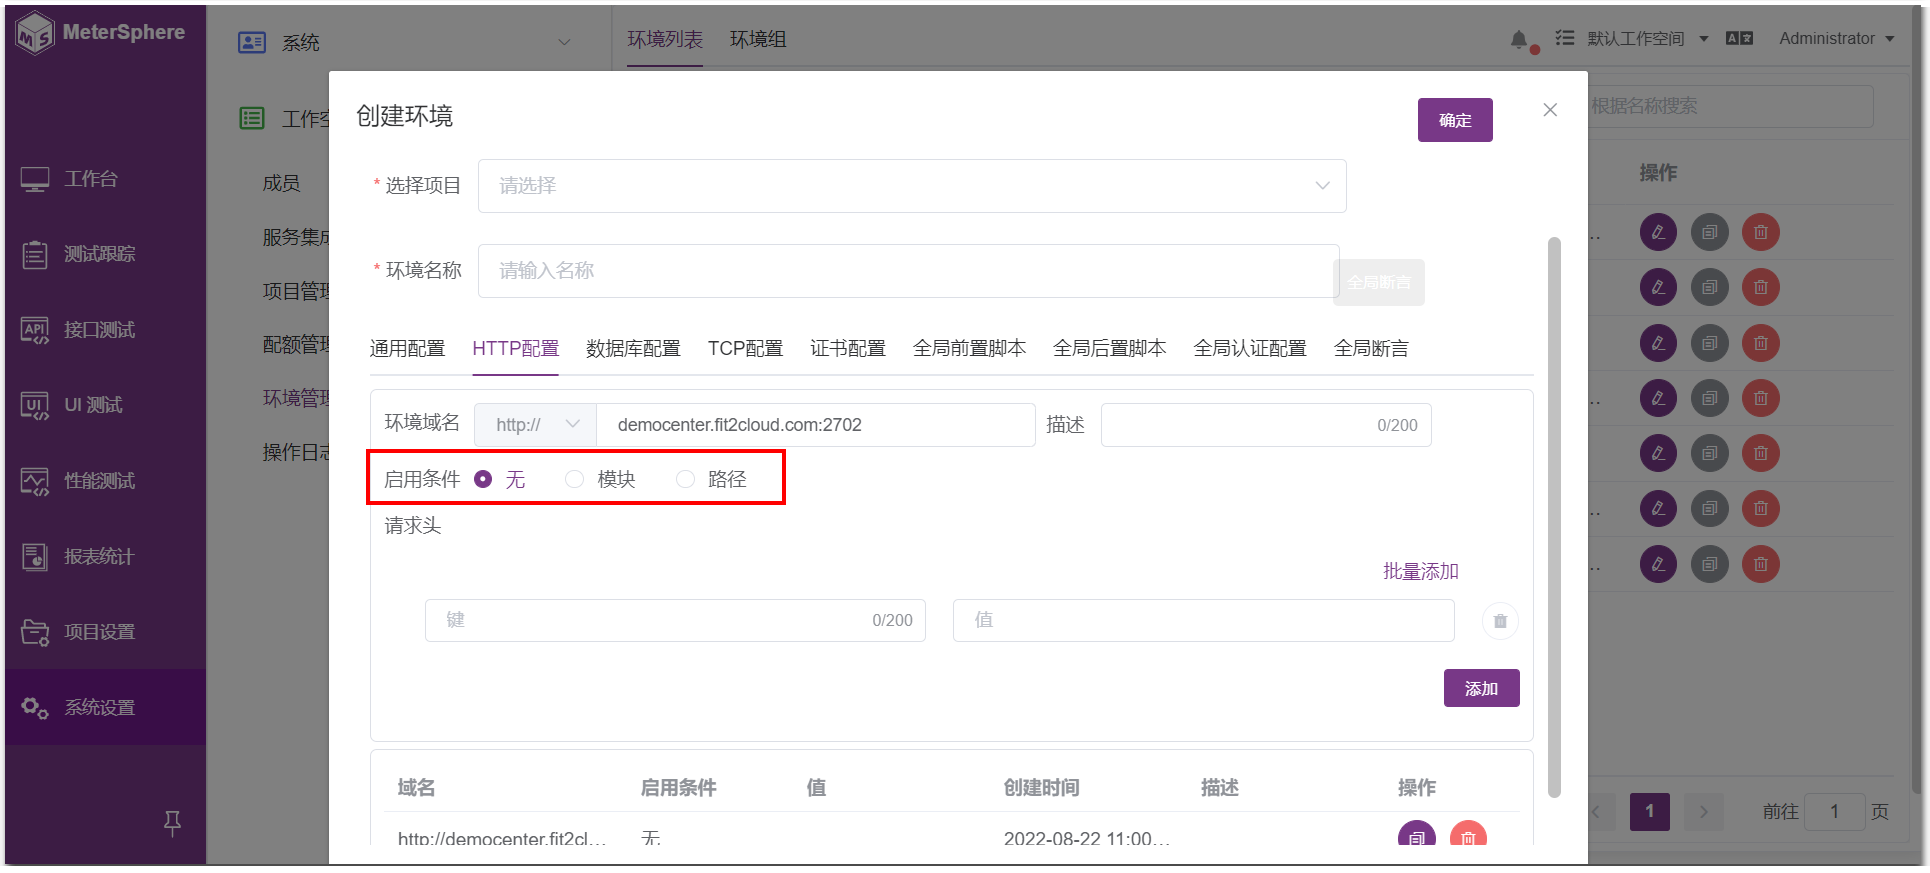 MeterSphere
系统
环境列表
环境组
默认工作空间
Administrator
工作空
创建环境
确定
根据名称搜索
工作台
成员
* 选择项目
请选择
操作
测试跟踪
服务集成
* 环境名称
请输入名称
全局断言
项目管理
接口测试
配额管理
通用配置
HTTP配置
数据库配置
TCP配置
证书配置
全局前置脚本
全局后置脚本
全局认证配置
全局断言
UI 测试
环境管理
环境域名
http://
democenter.fit2cloud.com:2702
描述
0/200
操作日志
性能测试
启用条件
无
模块
路径
请求头
报表统计
批量添加
键
0/200
值
项目设置
添加
系统设置
域名
启用条件
值
创建时间
描述
操作
http://democenter.fit2cl...
无
2022-08-22 11:00...
1
前往
1
页